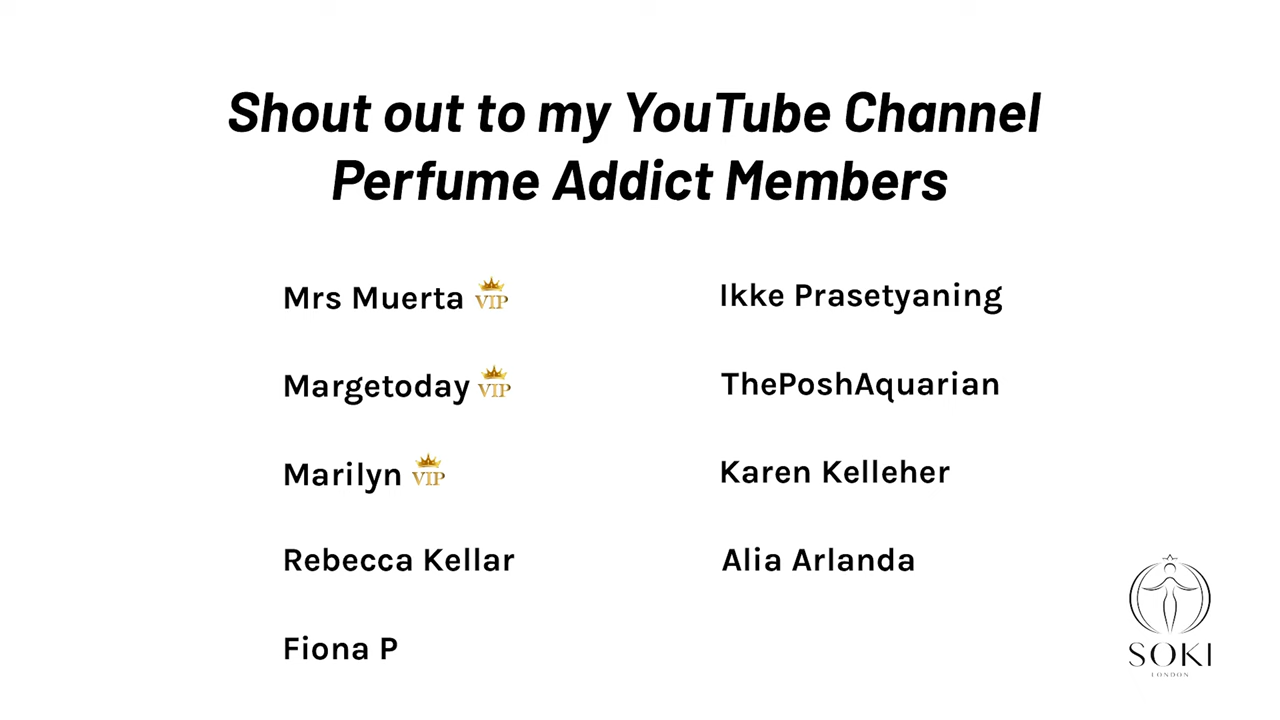 Shout out to my YouTube Channel
Perfume Addict Members
Mrs Muerta VIP
Margetoday VIP
Marilyn VIP
Rebecca Kellar
Fiona P
Ikke Prasetyaning
ThePoshAquarian
Karen Kelleher
Alia Arlanda
SOKI
LONDON